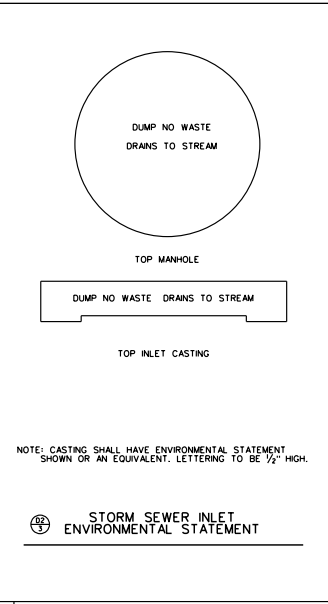 DUMP NO WASTE
DRAINS TO STREAM
TOP MANHOLE
DUMP NO WASTE DRAINS TO STREAM
TOP INLET CASTING
NOTE: CASTING SHALL HAVE ENVIRONMENTAL STATEMENT
SHOWN OR AN EQUIVALENT. LETTERING TO BE 1/2" HIGH.
D2
3
STORM SEWER INLET
ENVIRONMENTAL STATEMENT